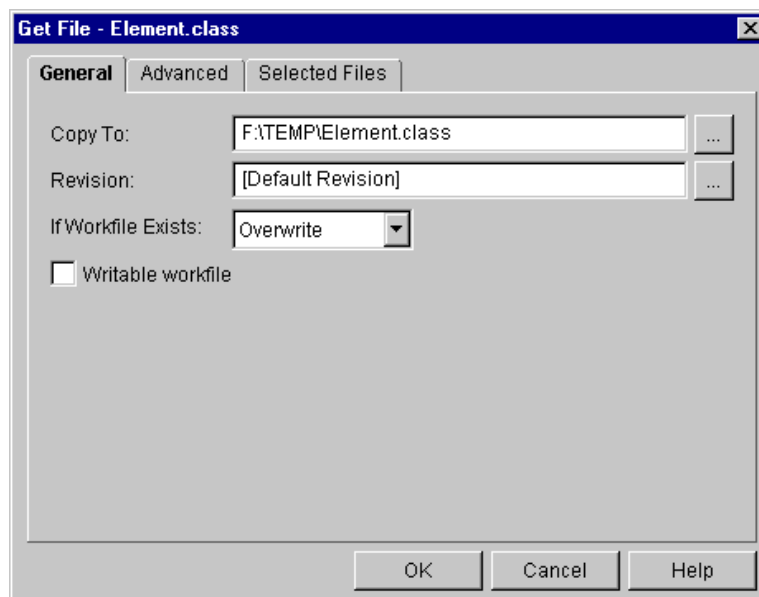 Get File - Element.class
General Advanced Selected Files
Copy To: F:\TEMP\Element.class ...
Revision: [Default Revision] ...
If Workfile Exists: Overwrite
Writable workfile
OK Cancel Help